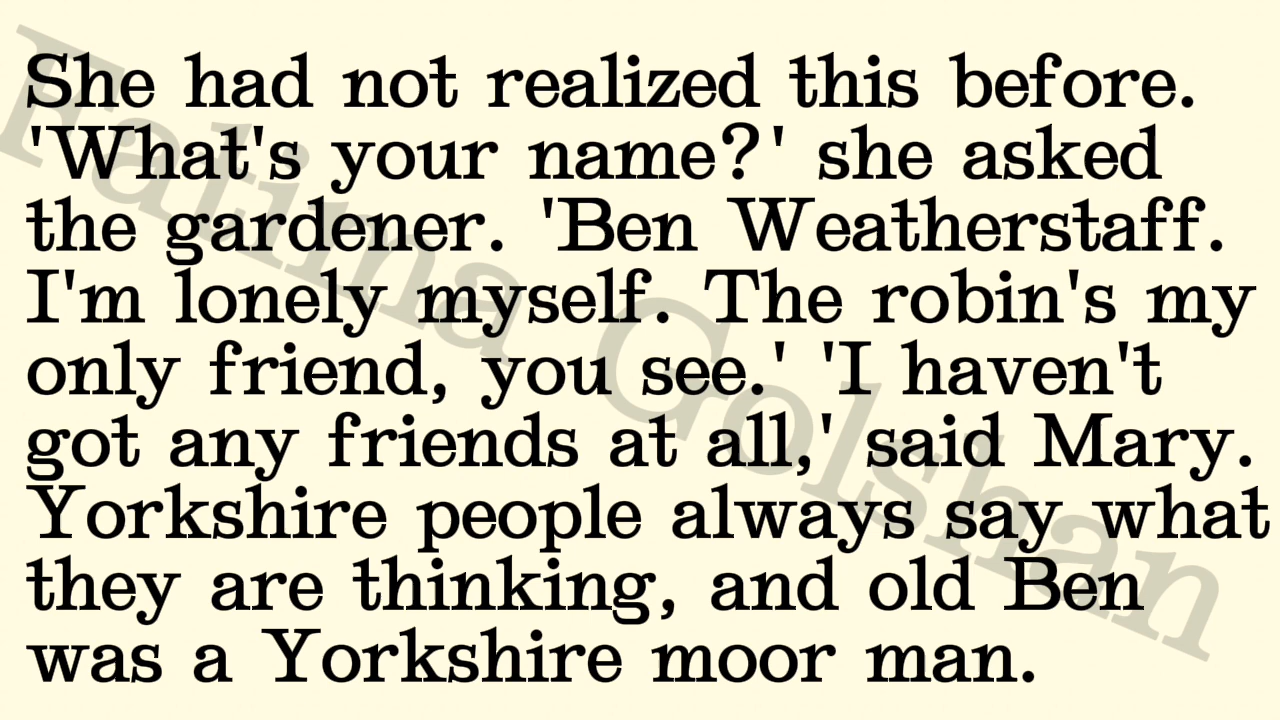 She had not realized this before.
'What's your name?' she asked
the gardener. 'Ben Weatherstaff.
I'm lonely myself. The robin's my
only friend, you see.' 'I haven't
got any friends at all,' said Mary.
Yorkshire people always say what
they are thinking, and old Ben
was a Yorkshire moor man.
Fatima Golshan